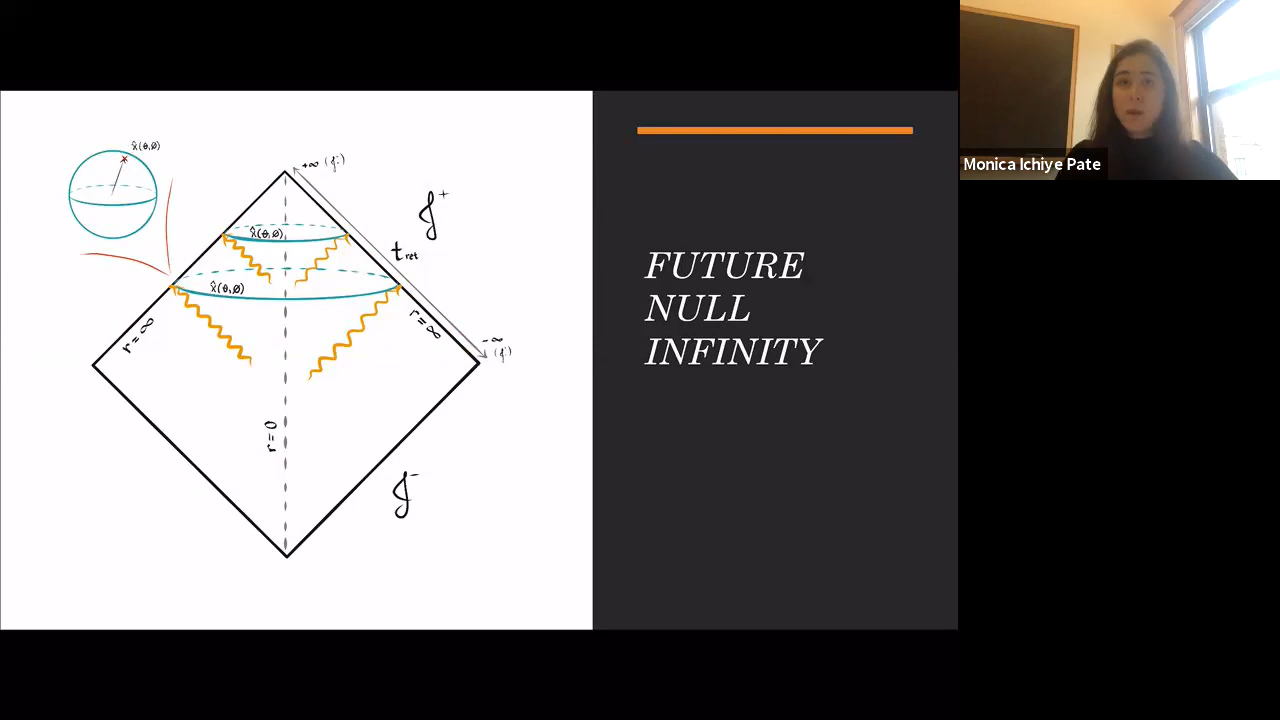 x̂(θ,ø)
+∞ (𝒥⁺₊)
𝒥⁺
x̂(θ,ø)
t_ret
x̂(θ,ø)
r=∞
r=∞
-∞
(𝒥⁺₋)
r=0
𝒥⁻
FUTURE
NULL
INFINITY
Monica Ichiye Pate